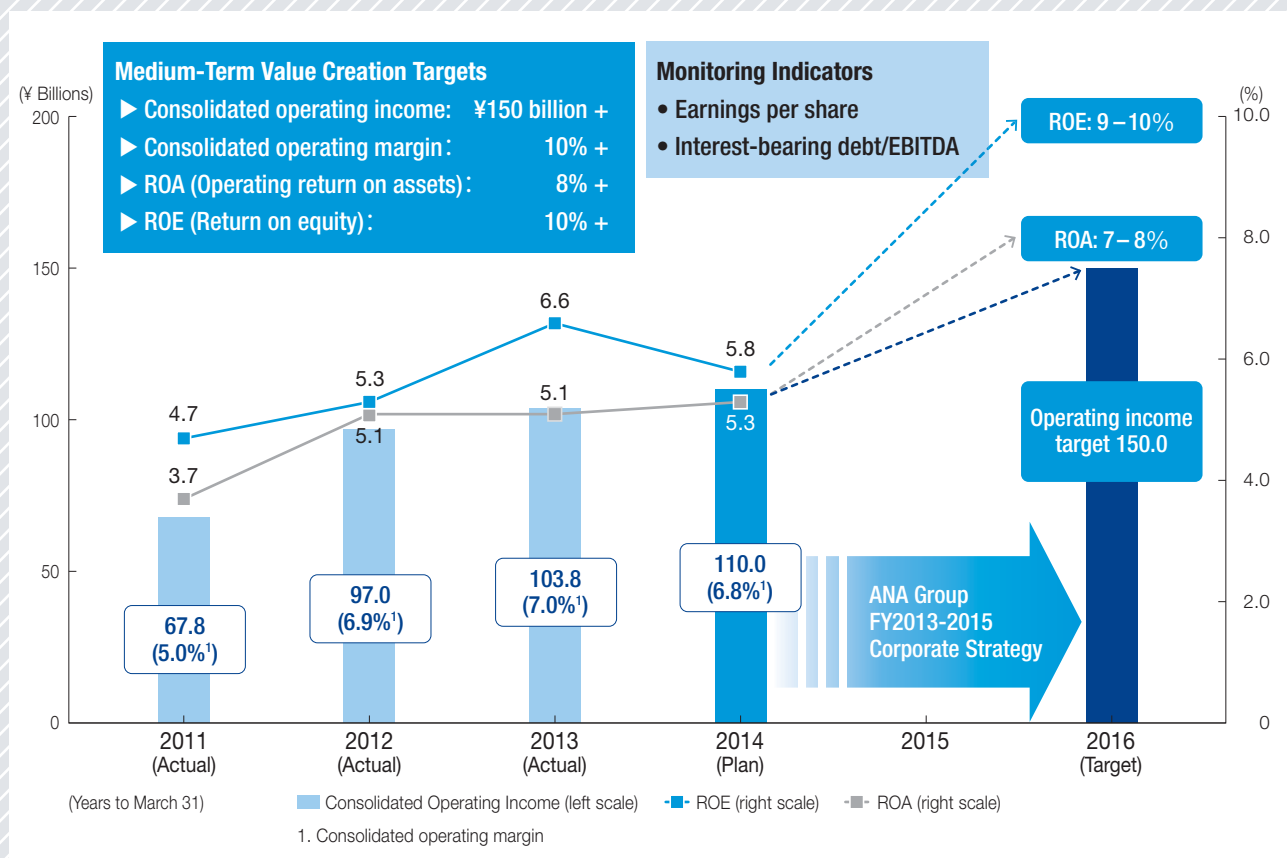 Medium-Term Value Creation Targets
▶ Consolidated operating income: ¥150 billion +
▶ Consolidated operating margin: 10% +
▶ ROA (Operating return on assets): 8% +
▶ ROE (Return on equity): 10% +
Monitoring Indicators
• Earnings per share
• Interest-bearing debt/EBITDA
(¥ Billions)
200
150
100
50
0
(%)
10.0
8.0
6.0
4.0
2.0
0
ROE: 9–10%
ROA: 7–8%
Operating income
target 150.0
4.7
5.3
6.6
5.8
3.7
5.1
5.1
5.3
67.8
(5.0%¹)
97.0
(6.9%¹)
103.8
(7.0%¹)
110.0
(6.8%¹)
ANA Group
FY2013-2015
Corporate Strategy
2011
(Actual)
2012
(Actual)
2013
(Actual)
2014
(Plan)
2015
2016
(Target)
(Years to March 31)
Consolidated Operating Income (left scale)
ROE (right scale)
ROA (right scale)
1. Consolidated operating margin